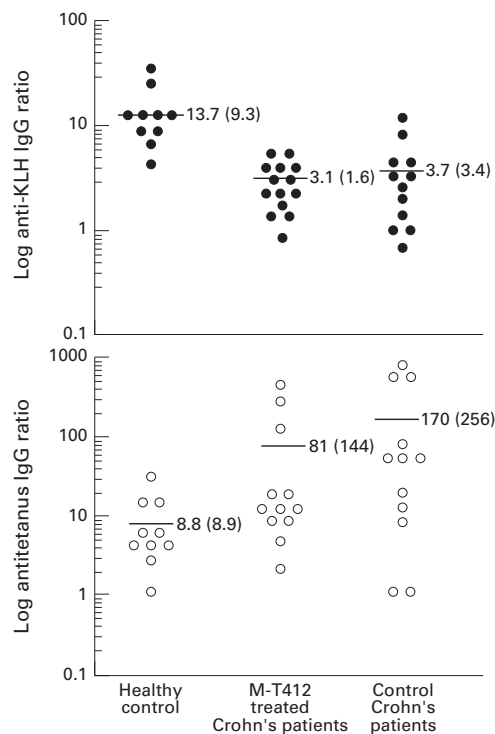 Log anti-KLH IgG ratio
100
10
1
0.1
13.7 (9.3)
3.1 (1.6)
3.7 (3.4)
Log antitetanus IgG ratio
1000
100
10
1
0.1
8.8 (8.9)
81 (144)
170 (256)
Healthy
control
M-T412
treated
Crohn's patients
Control
Crohn's
patients